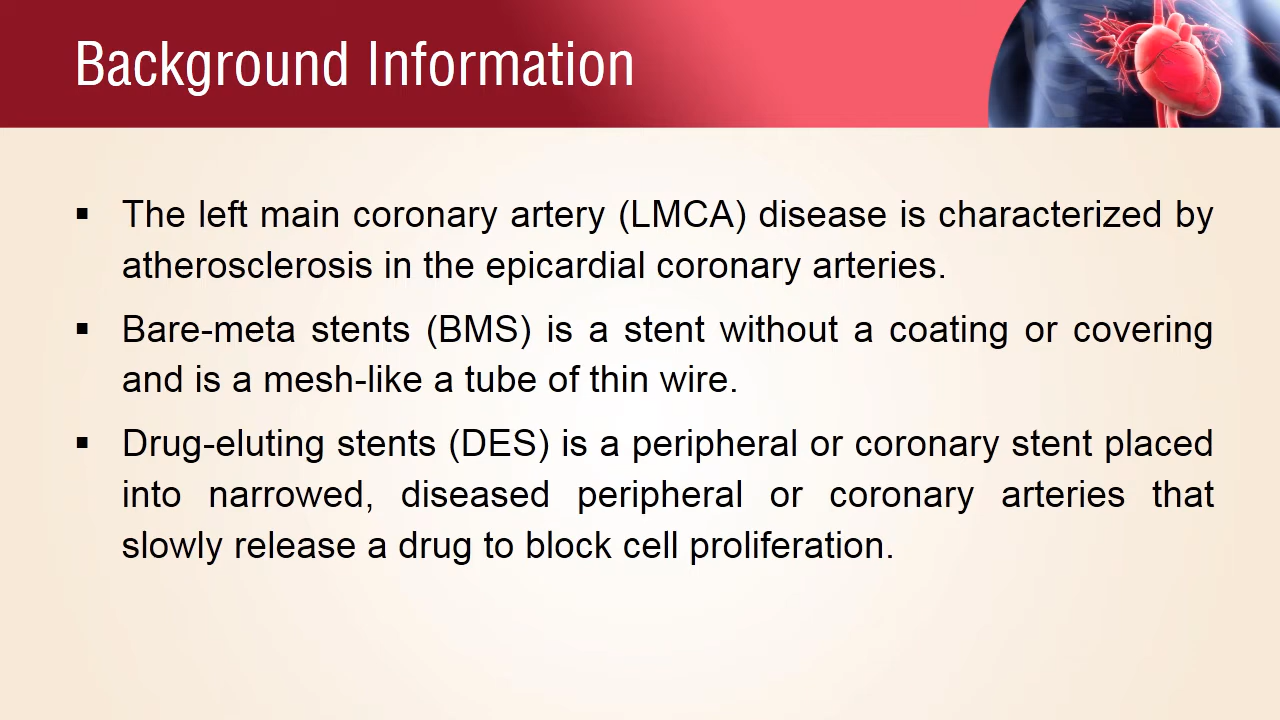 Background Information
▪ The left main coronary artery (LMCA) disease is characterized by
atherosclerosis in the epicardial coronary arteries.
▪ Bare-meta stents (BMS) is a stent without a coating or covering
and is a mesh-like a tube of thin wire.
▪ Drug-eluting stents (DES) is a peripheral or coronary stent placed
into narrowed, diseased peripheral or coronary arteries that
slowly release a drug to block cell proliferation.